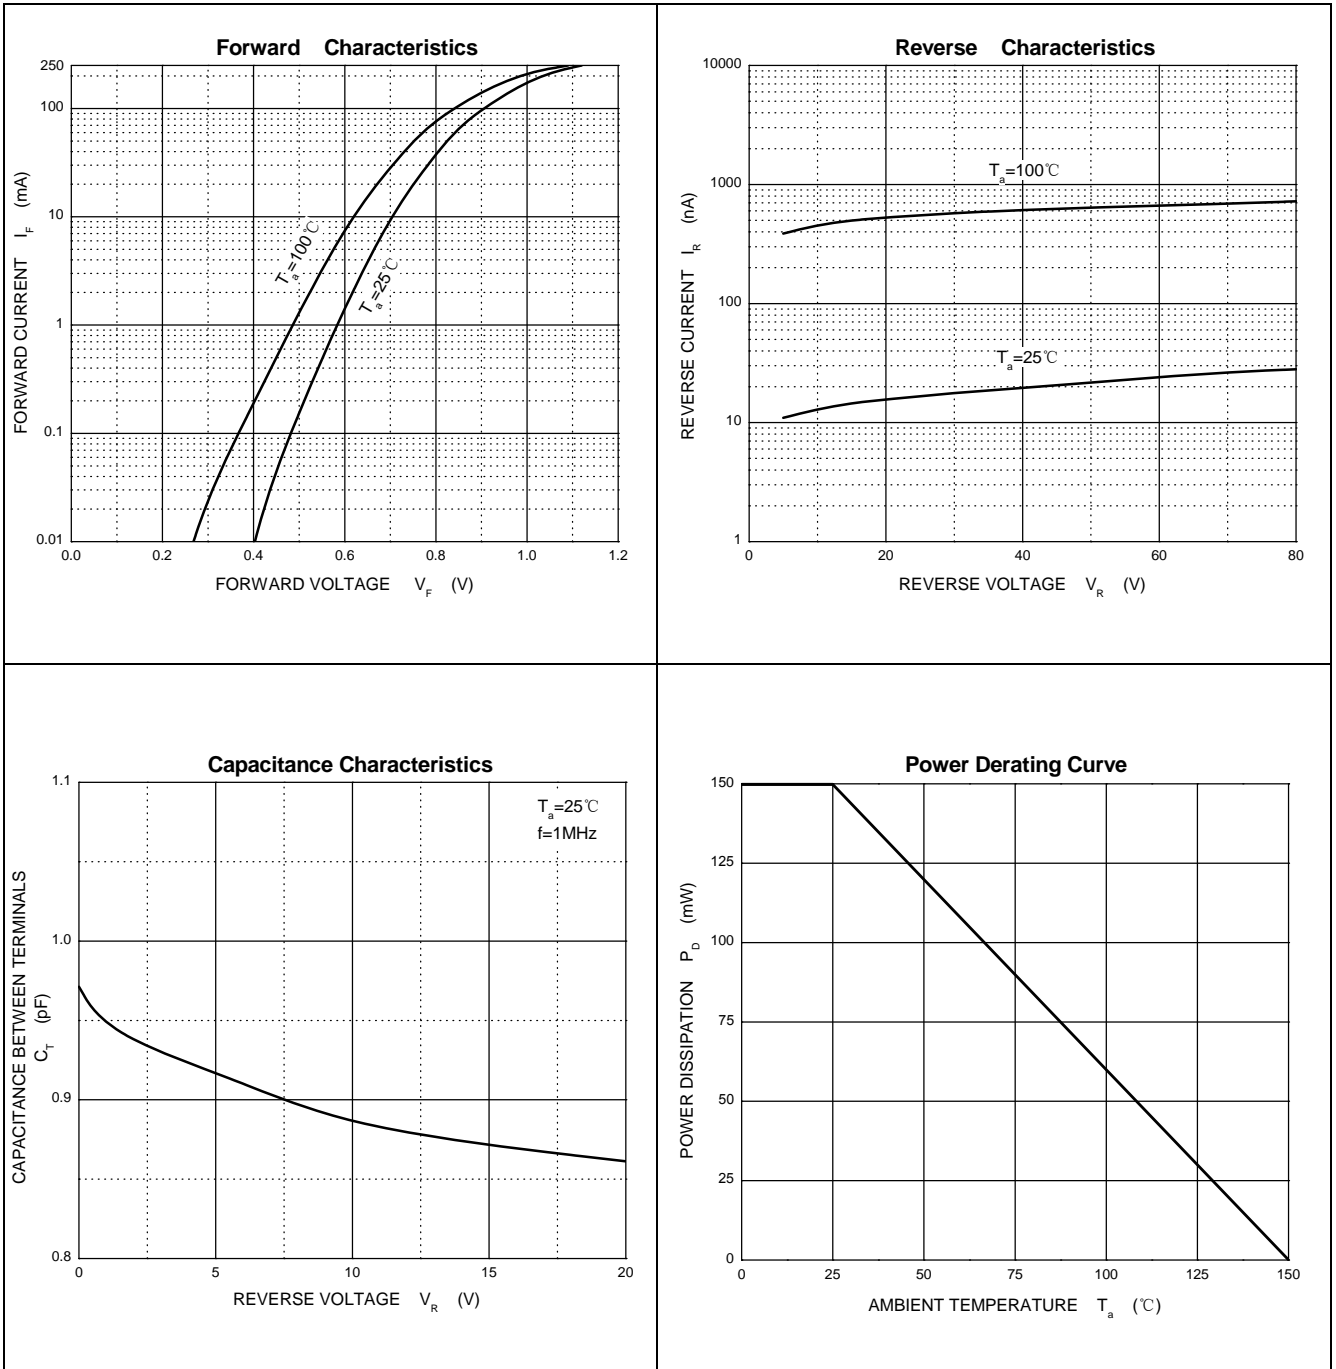 Forward Characteristics
250
100
10
1
0.1
0.01
0.0
0.2
0.4
0.6
0.8
1.0
1.2
FORWARD CURRENT I_F (mA)
T_a=100℃
T_a=25℃
FORWARD VOLTAGE V_F (V)
Reverse Characteristics
10000
1000
100
10
1
0
20
40
60
80
REVERSE CURRENT I_R (nA)
T_a=100℃
T_a=25℃
REVERSE VOLTAGE V_R (V)
Capacitance Characteristics
1.1
1.0
0.9
0.8
0
5
10
15
20
CAPACITANCE BETWEEN TERMINALS
C_T (pF)
T_a=25℃
f=1MHz
REVERSE VOLTAGE V_R (V)
Power Derating Curve
150
125
100
75
50
25
0
0
25
50
75
100
125
150
POWER DISSIPATION P_D (mW)
AMBIENT TEMPERATURE T_a (℃)